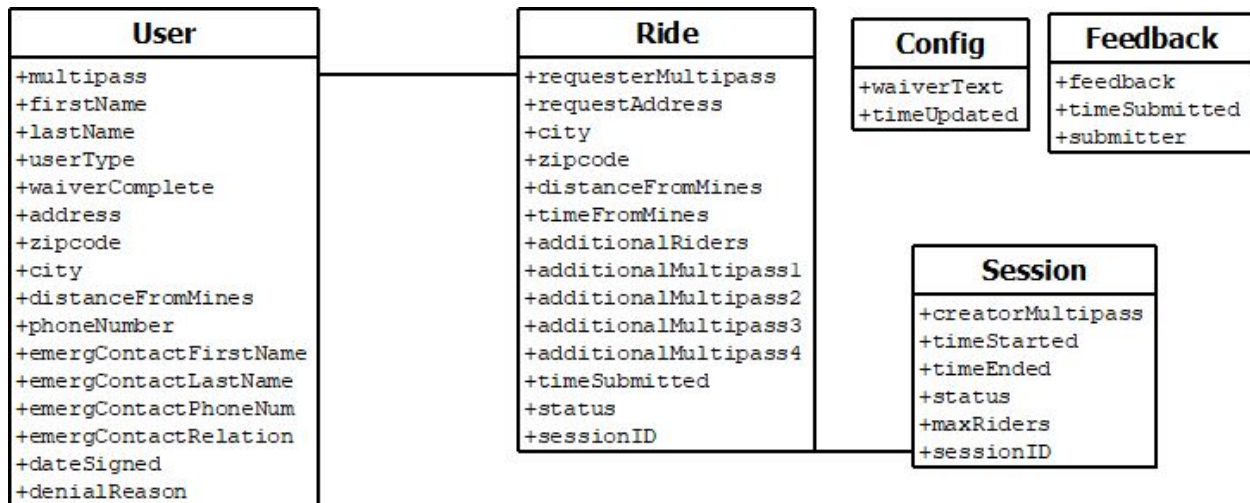 User
+multipass
+firstName
+lastName
+userType
+waiverComplete
+address
+zipcode
+city
+distanceFromMines
+phoneNumber
+emergContactFirstName
+emergContactLastName
+emergContactPhoneNum
+emergContactRelation
+dateSigned
+denialReason
Ride
+requesterMultipass
+requestAddress
+city
+zipcode
+distanceFromMines
+timeFromMines
+additionalRiders
+additionalMultipass1
+additionalMultipass2
+additionalMultipass3
+additionalMultipass4
+timeSubmitted
+status
+sessionID
Config
+waiverText
+timeUpdated
Feedback
+feedback
+timeSubmitted
+submitter
Session
+creatorMultipass
+timeStarted
+timeEnded
+status
+maxRiders
+sessionID